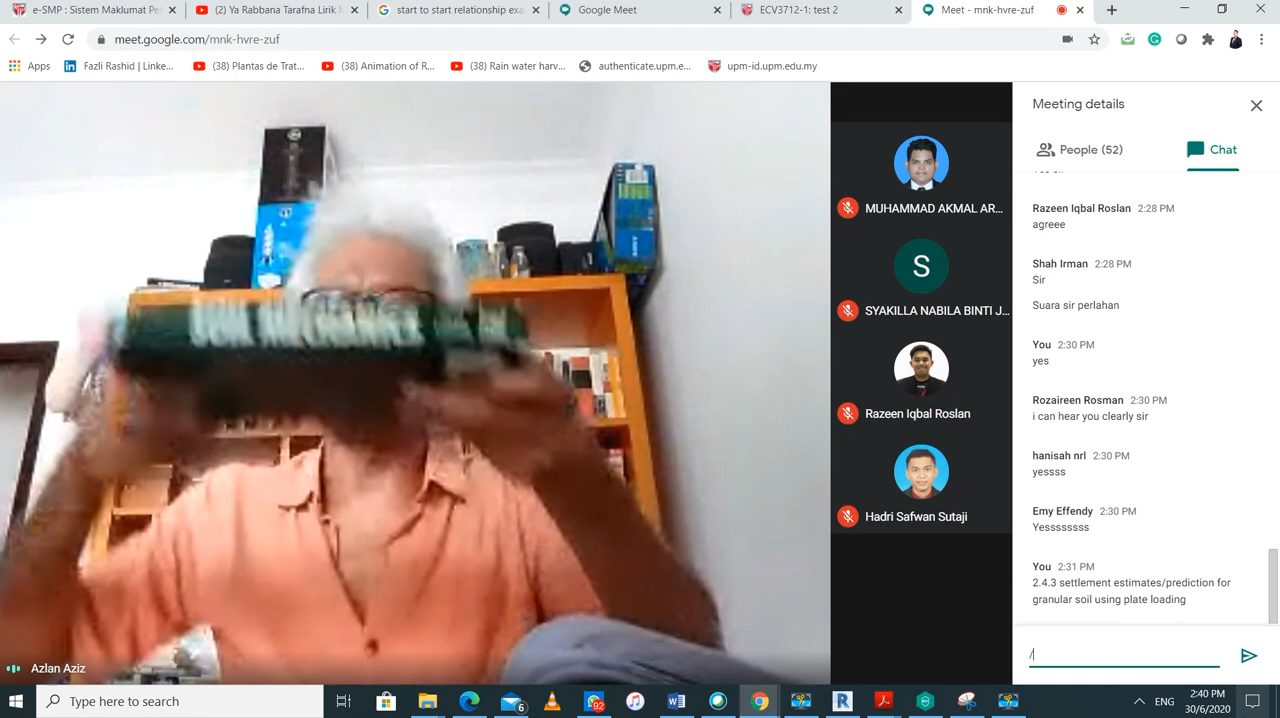 e-SMP : Sistem Maklumat Pe
(2) Ya Rabbana Tarafna Lirik M
start to start relationship exam
Google Meet
ECV3712-1: test 2
Meet - mnk-hvre-zuf
meet.google.com/mnk-hvre-zuf
Apps
Fazli Rashid | Linke...
(38) Plantas de Trat...
(38) Animation of R...
(38) Rain water harv...
authenticate.upm.e...
upm-id.upm.edu.my
MUHAMMAD AKMAL AR...
S
SYAKILLA NABILA BINTI J...
Razeen Iqbal Roslan
Hadri Safwan Sutaji
Azlan Aziz
Meeting details
People (52)
Chat
Razeen Iqbal Roslan 2:28 PM
agreee
Shah Irman 2:28 PM
Sir
Suara sir perlahan
You 2:30 PM
yes
Rozaireen Rosman 2:30 PM
i can hear you clearly sir
hanisah nrl 2:30 PM
yessss
Emy Effendy 2:30 PM
Yessssssss
You 2:31 PM
2.4.3 settlement estimates/prediction for
granular soil using plate loading
/
Type here to search
6
92
ENG
2:40 PM
30/6/2020